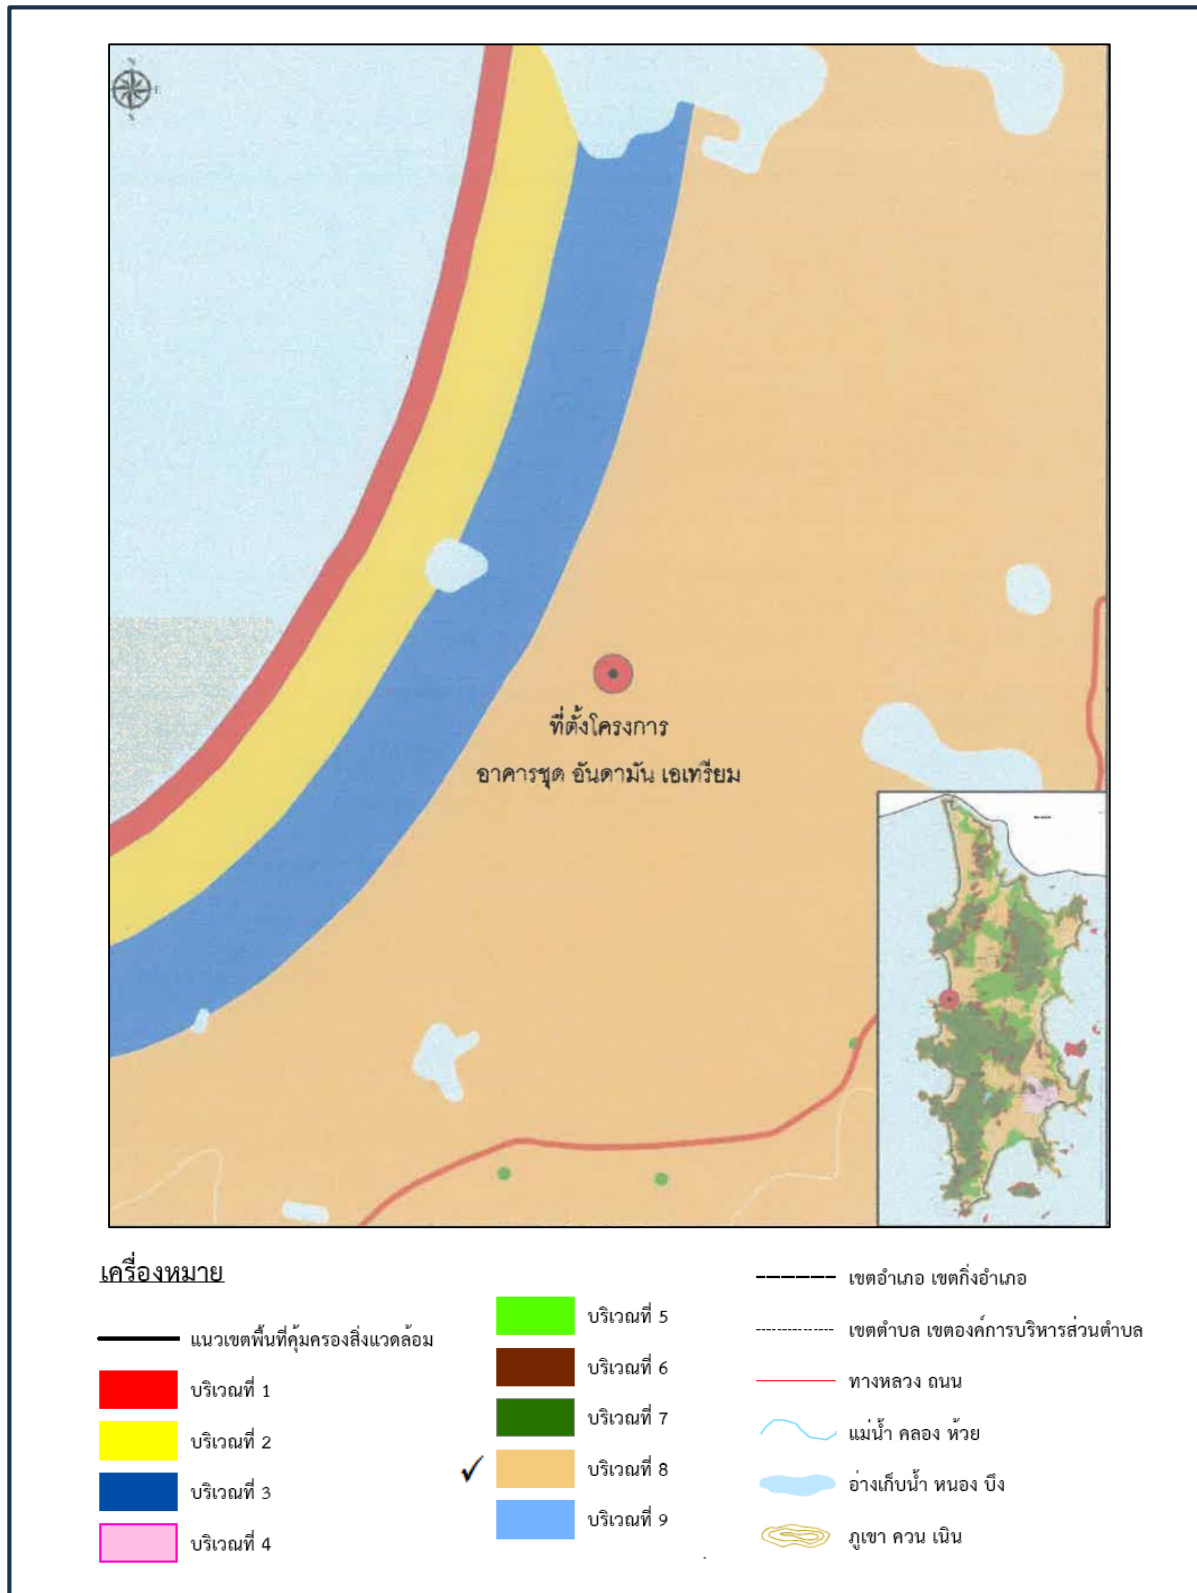 N
E
S
ที่ตั้งโครงการ
อาคารชุด อันดามัน เอเทรียม
เครื่องหมาย
แนวเขตพื้นที่คุ้มครองสิ่งแวดล้อม
บริเวณที่ 1
บริเวณที่ 2
บริเวณที่ 3
บริเวณที่ 4
บริเวณที่ 5
บริเวณที่ 6
บริเวณที่ 7
บริเวณที่ 8
บริเวณที่ 9
เขตอำเภอ เขตกิ่งอำเภอ
เขตตำบล เขตองค์การบริหารส่วนตำบล
ทางหลวง ถนน
แม่น้ำ คลอง ห้วย
อ่างเก็บน้ำ หนอง บึง
ภูเขา ควน เนิน